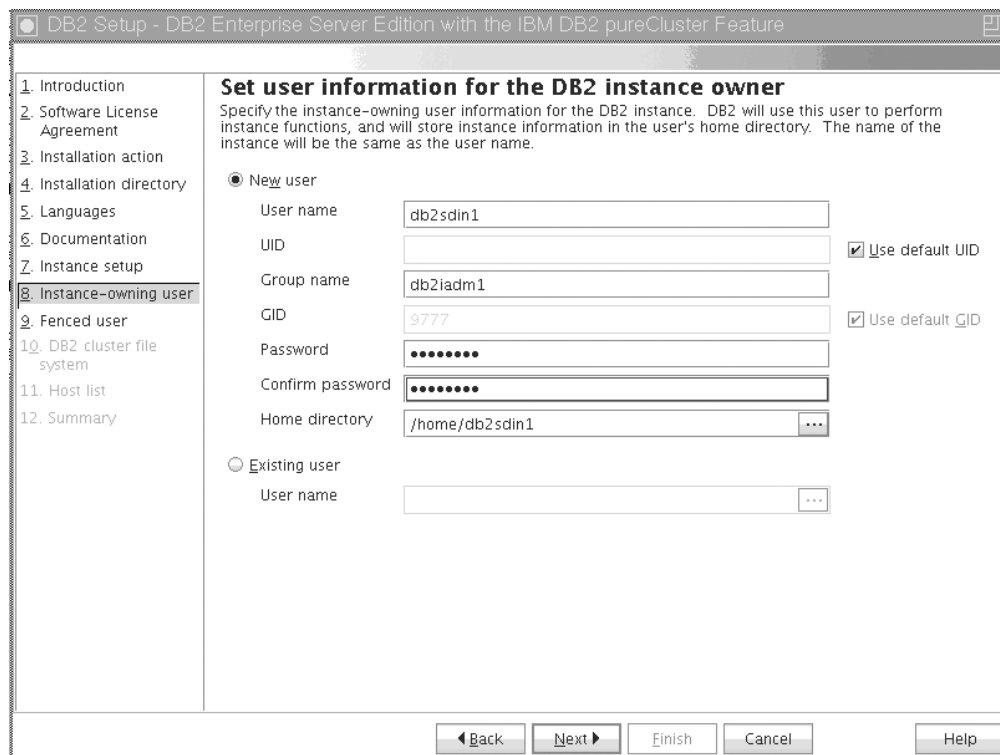 DB2 Setup - DB2 Enterprise Server Edition with the IBM DB2 pureCluster Feature
1. Introduction
2. Software License
Agreement
3. Installation action
4. Installation directory
5. Languages
6. Documentation
7. Instance setup
8. Instance-owning user
9. Fenced user
10. DB2 cluster file
system
11. Host list
12. Summary
Set user information for the DB2 instance owner
Specify the instance-owning user information for the DB2 instance. DB2 will use this user to perform
instance functions, and will store instance information in the user's home directory. The name of the
instance will be the same as the user name.
New user
User name db2sdin1
UID Use default UID
Group name db2iadm1
GID 9777 Use default GID
Password ••••••••
Confirm password ••••••••
Home directory /home/db2sdin1 ...
Existing user
User name ...
Back Next Finish Cancel Help